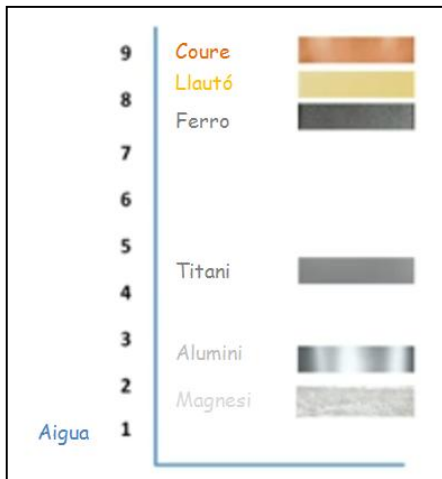 9 Coure
Llautó
8
Ferro
7
6
5
Titani
4
3
Alumini
2
Magnesi
Aigua 1